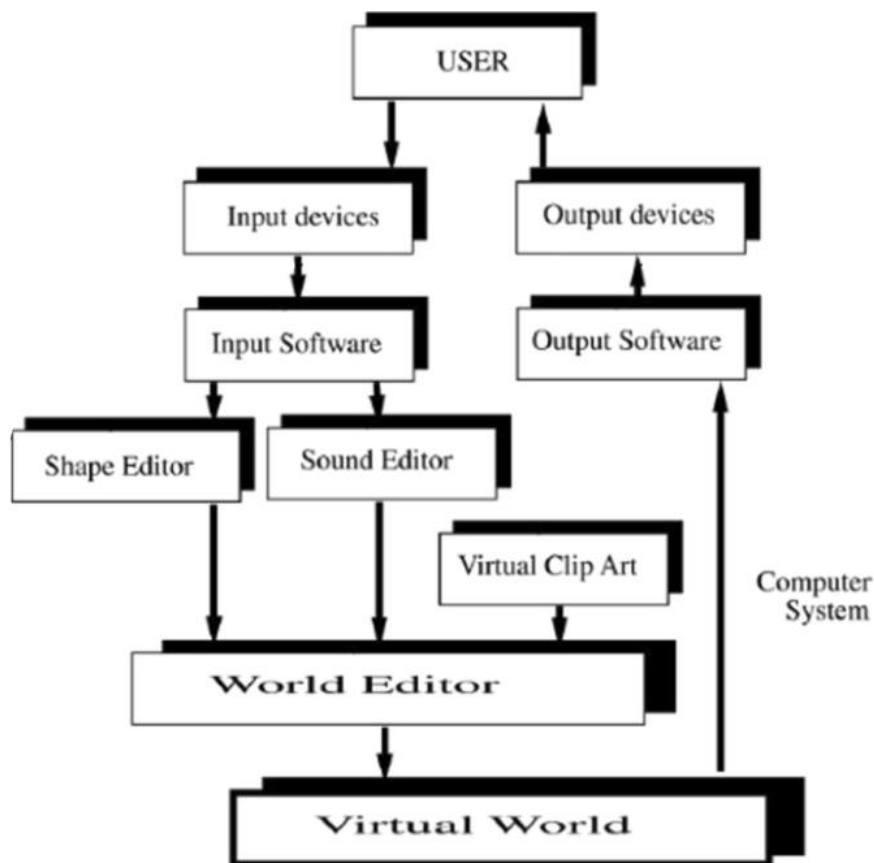 USER
Input devices
Output devices
Input Software
Output Software
Shape Editor
Sound Editor
Virtual Clip Art
Computer
System
World Editor
Virtual World